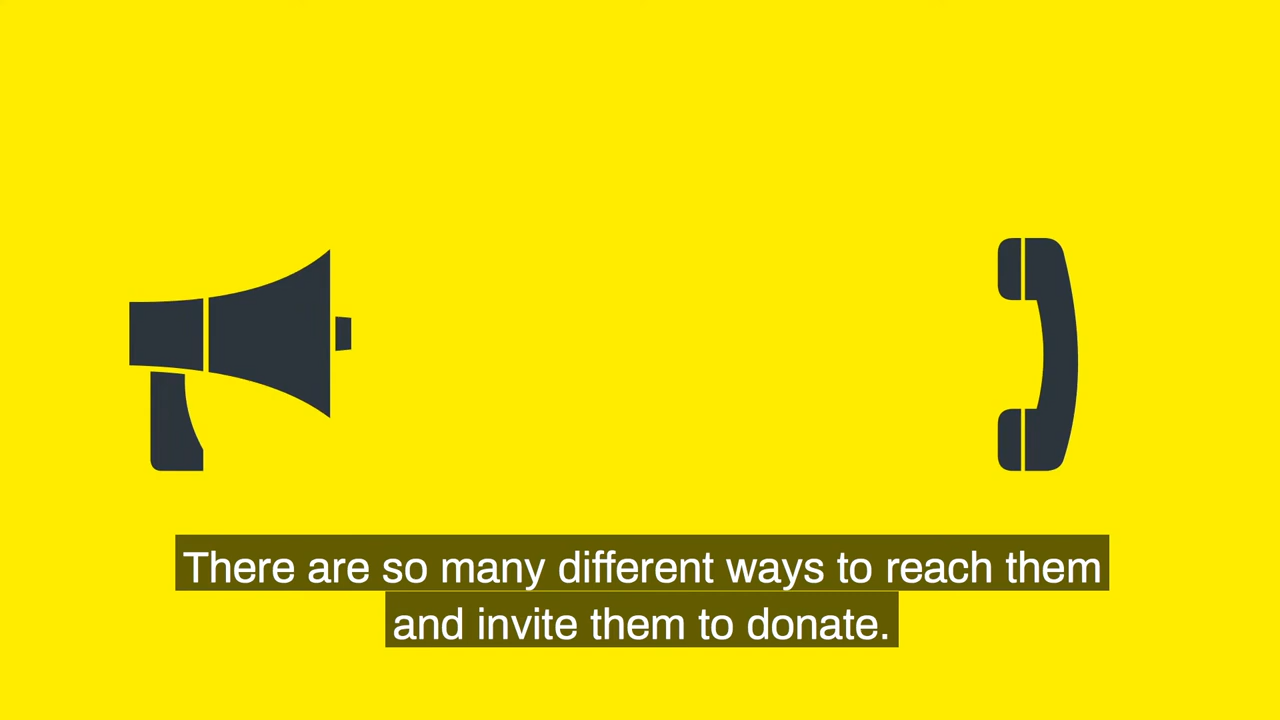 There are so many different ways to reach them
and invite them to donate.